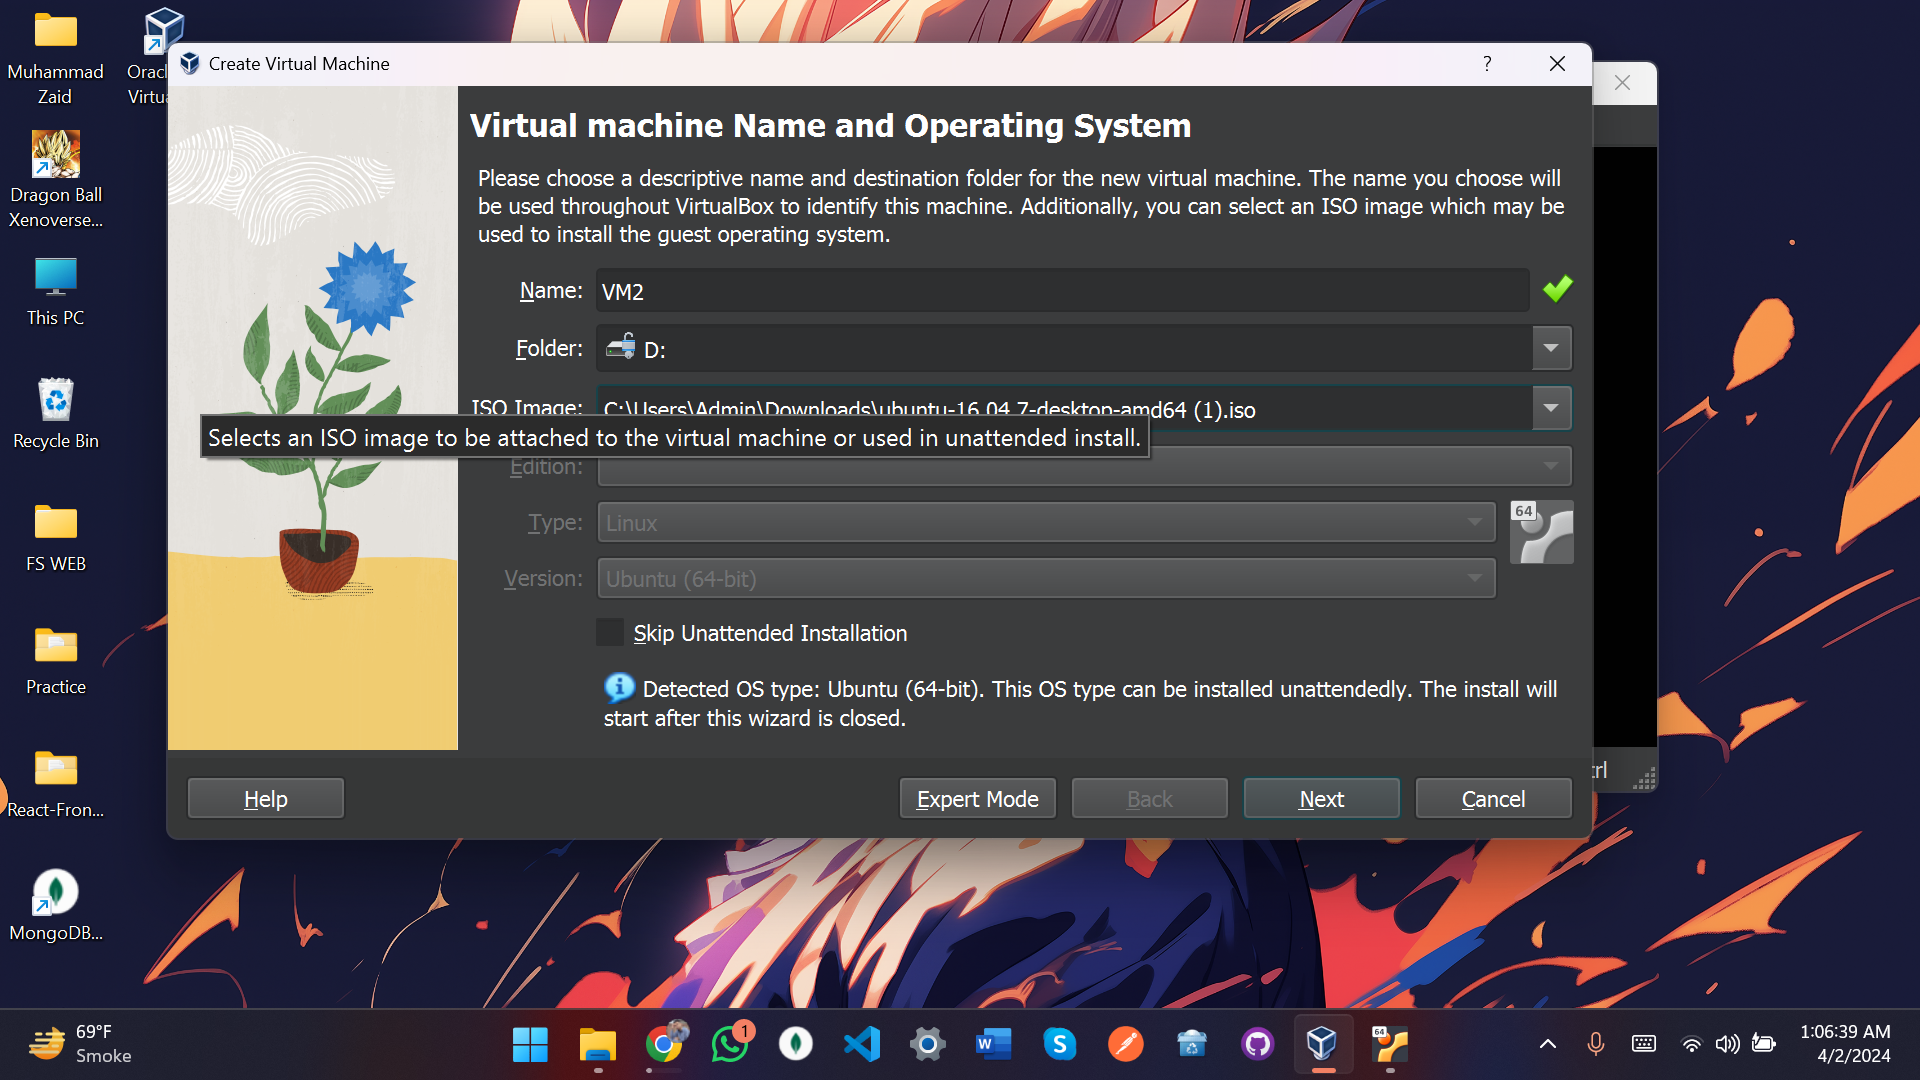 Muhammad
Zaid
Orac
Virtu
Dragon Ball
Xenoverse...
This PC
Recycle Bin
FS WEB
Practice
React-Fron...
MongoDB...
Create Virtual Machine
?
Virtual machine Name and Operating System
Please choose a descriptive name and destination folder for the new virtual machine. The name you choose will
be used throughout VirtualBox to identify this machine. Additionally, you can select an ISO image which may be
used to install the guest operating system.
Name: VM2
Folder: D:
ISO Image: C:\Users\Admin\Downloads\ubuntu-16.04.7-desktop-amd64 (1).iso
Selects an ISO image to be attached to the virtual machine or used in unattended install.
Edition:
Type: Linux
64
Version: Ubuntu (64-bit)
Skip Unattended Installation
Detected OS type: Ubuntu (64-bit). This OS type can be installed unattendedly. The install will
start after this wizard is closed.
Help
Expert Mode
Back
Next
Cancel
trl
69°F
Smoke
1
W
S
64
1:06:39 AM
4/2/2024